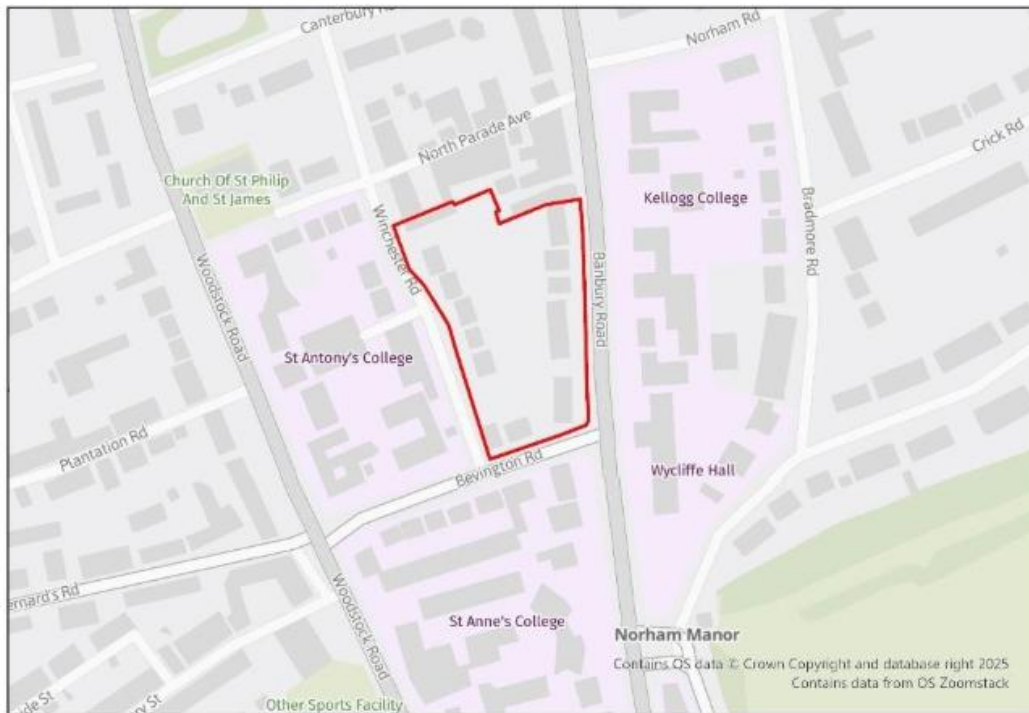 Canterbury Rd
Norham Rd
North Parade Ave
Crick Rd
Church Of St Philip
And St James
Kellogg College
Winchester Rd
Bradmore Rd
Woodstock Road
Banbury Road
St Antony's College
Plantation Rd
Bevington Rd
Wycliffe Hall
ernard's Rd
Woodstock Road
St Anne's College
Norham Manor
Contains OS data © Crown Copyright and database right 2025
Contains data from OS Zoomstack
Other Sports Facility